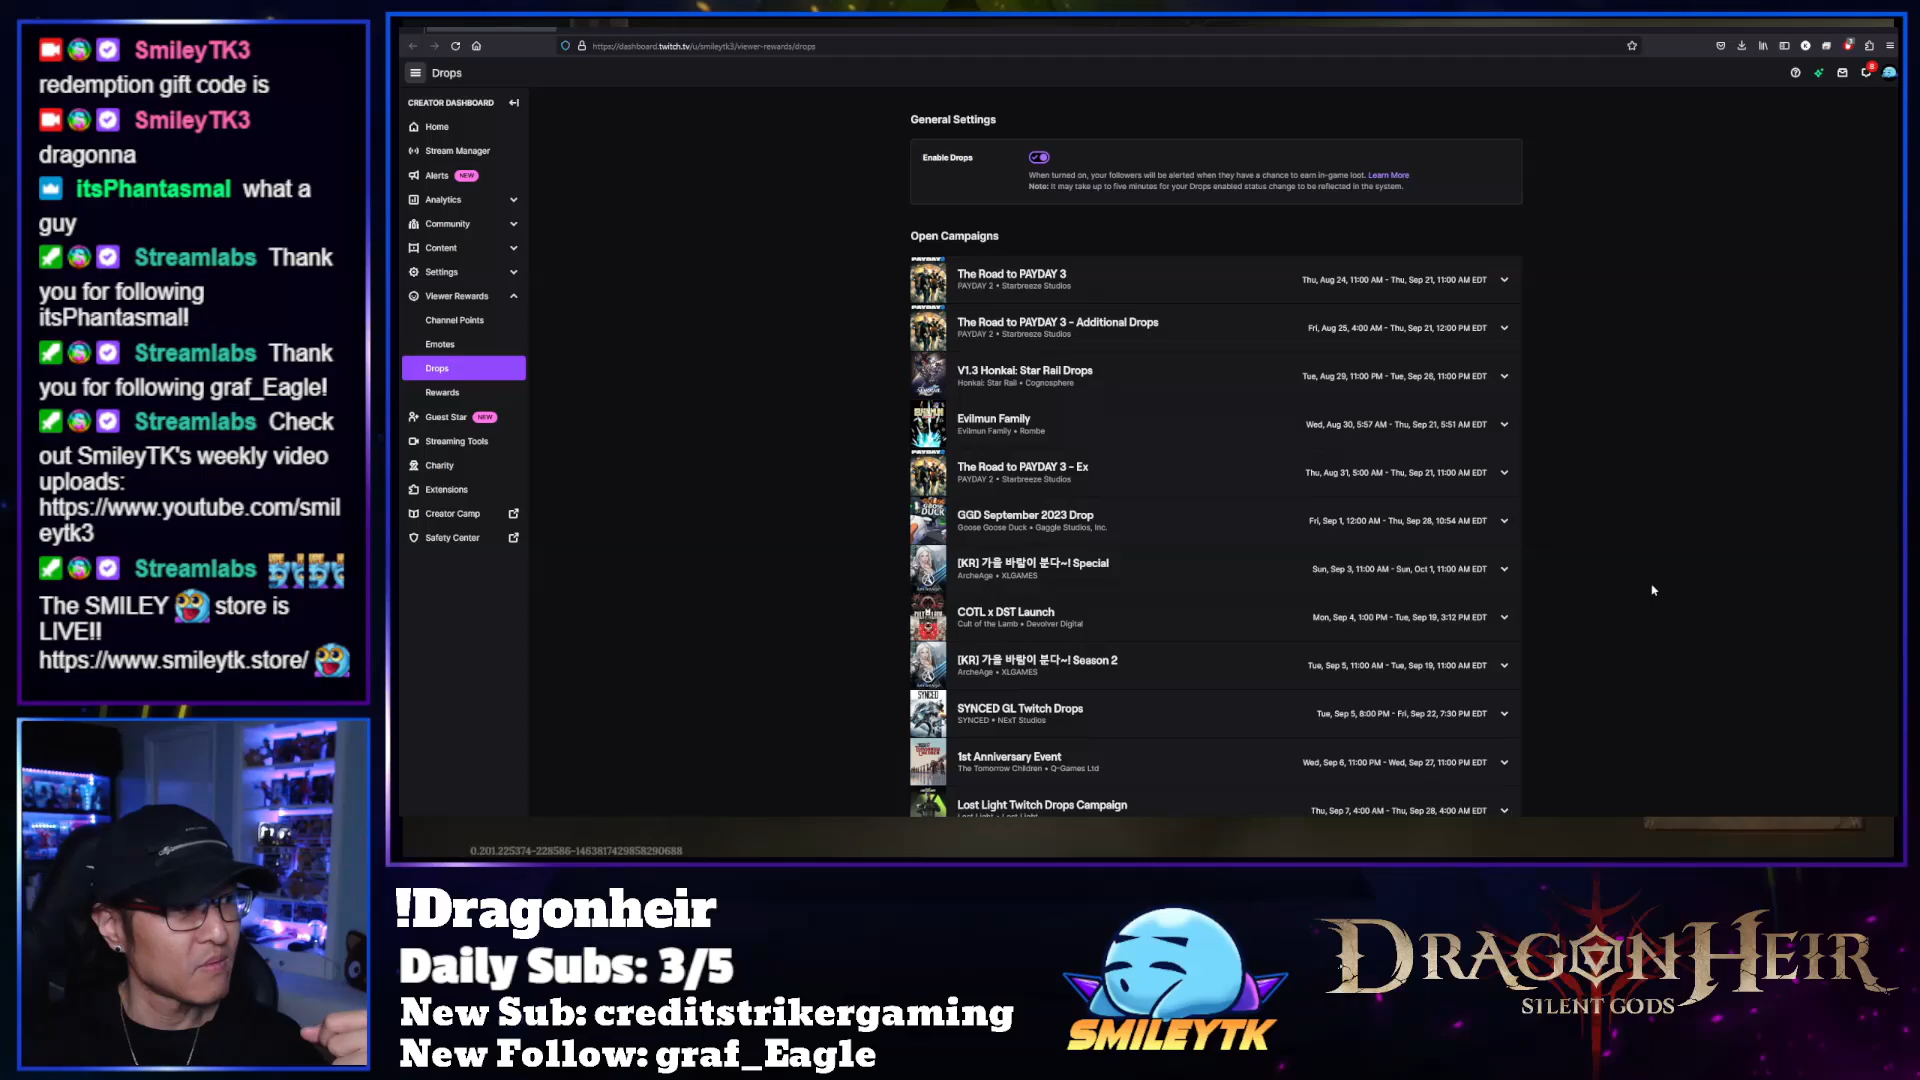 SmileyTK3
redemption gift code is
SmileyTK3
dragonna
itsPhantasmal what a
guy
Streamlabs Thank
you for following
itsPhantasmal!
Streamlabs Thank
you for following graf_Eagle!
Streamlabs Check
out SmileyTK's weekly video
uploads:
https://www.youtube.com/smil
eytk3
Streamlabs
The SMILEY store is
LIVE!!
https://www.smileytk.store/
https://dashboard.twitch.tv/u/smileytk3/viewer-rewards/drops
Drops
8
CREATOR DASHBOARD
Home
Stream Manager
Alerts NEW
Analytics
Community
Content
Settings
Viewer Rewards
Channel Points
Emotes
Drops
Rewards
Guest Star NEW
Streaming Tools
Charity
Extensions
Creator Camp
Safety Center
General Settings
Enable Drops
When turned on, your followers will be alerted when they have a chance to earn in-game loot. Learn More
Note: It may take up to five minutes for your Drops enabled status change to be reflected in the system.
Open Campaigns
The Road to PAYDAY 3
PAYDAY 2 • Starbreeze Studios
Thu, Aug 24, 11:00 AM - Thu, Sep 21, 11:00 AM EDT
The Road to PAYDAY 3 - Additional Drops
PAYDAY 2 • Starbreeze Studios
Fri, Aug 25, 4:00 AM - Thu, Sep 21, 12:00 PM EDT
V1.3 Honkai: Star Rail Drops
Honkai: Star Rail • Cognosphere
Tue, Aug 29, 11:00 PM - Tue, Sep 26, 11:00 PM EDT
Evilmun Family
Evilmun Family • Rombe
Wed, Aug 30, 5:57 AM - Thu, Sep 21, 5:51 AM EDT
The Road to PAYDAY 3 - Ex
PAYDAY 2 • Starbreeze Studios
Thu, Aug 31, 5:00 AM - Thu, Sep 21, 11:00 AM EDT
GGD September 2023 Drop
Goose Goose Duck • Gaggle Studios, Inc.
Fri, Sep 1, 12:00 AM - Thu, Sep 28, 10:54 AM EDT
[KR] 가을 바람이 분다~! Special
ArcheAge • XLGAMES
Sun, Sep 3, 11:00 AM - Sun, Oct 1, 11:00 AM EDT
COTL x DST Launch
Cult of the Lamb • Devolver Digital
Mon, Sep 4, 1:00 PM - Tue, Sep 19, 3:12 PM EDT
[KR] 가을 바람이 분다~! Season 2
ArcheAge • XLGAMES
Tue, Sep 5, 11:00 AM - Tue, Sep 19, 11:00 AM EDT
SYNCED GL Twitch Drops
SYNCED • NExT Studios
Tue, Sep 5, 8:00 PM - Fri, Sep 22, 7:30 PM EDT
1st Anniversary Event
The Tomorrow Children • Q-Games Ltd
Wed, Sep 6, 11:00 PM - Wed, Sep 27, 11:00 PM EDT
Lost Light Twitch Drops Campaign
Lost Light • Lost Light
Thu, Sep 7, 4:00 AM - Thu, Sep 28, 4:00 AM EDT
0.201.225374-228586-1463817429858290688
!Dragonheir
Daily Subs: 3/5
New Sub: creditstrikergaming
New Follow: graf_Eagle
SMILEYTK
DRAGONHEIR
SILENT GODS